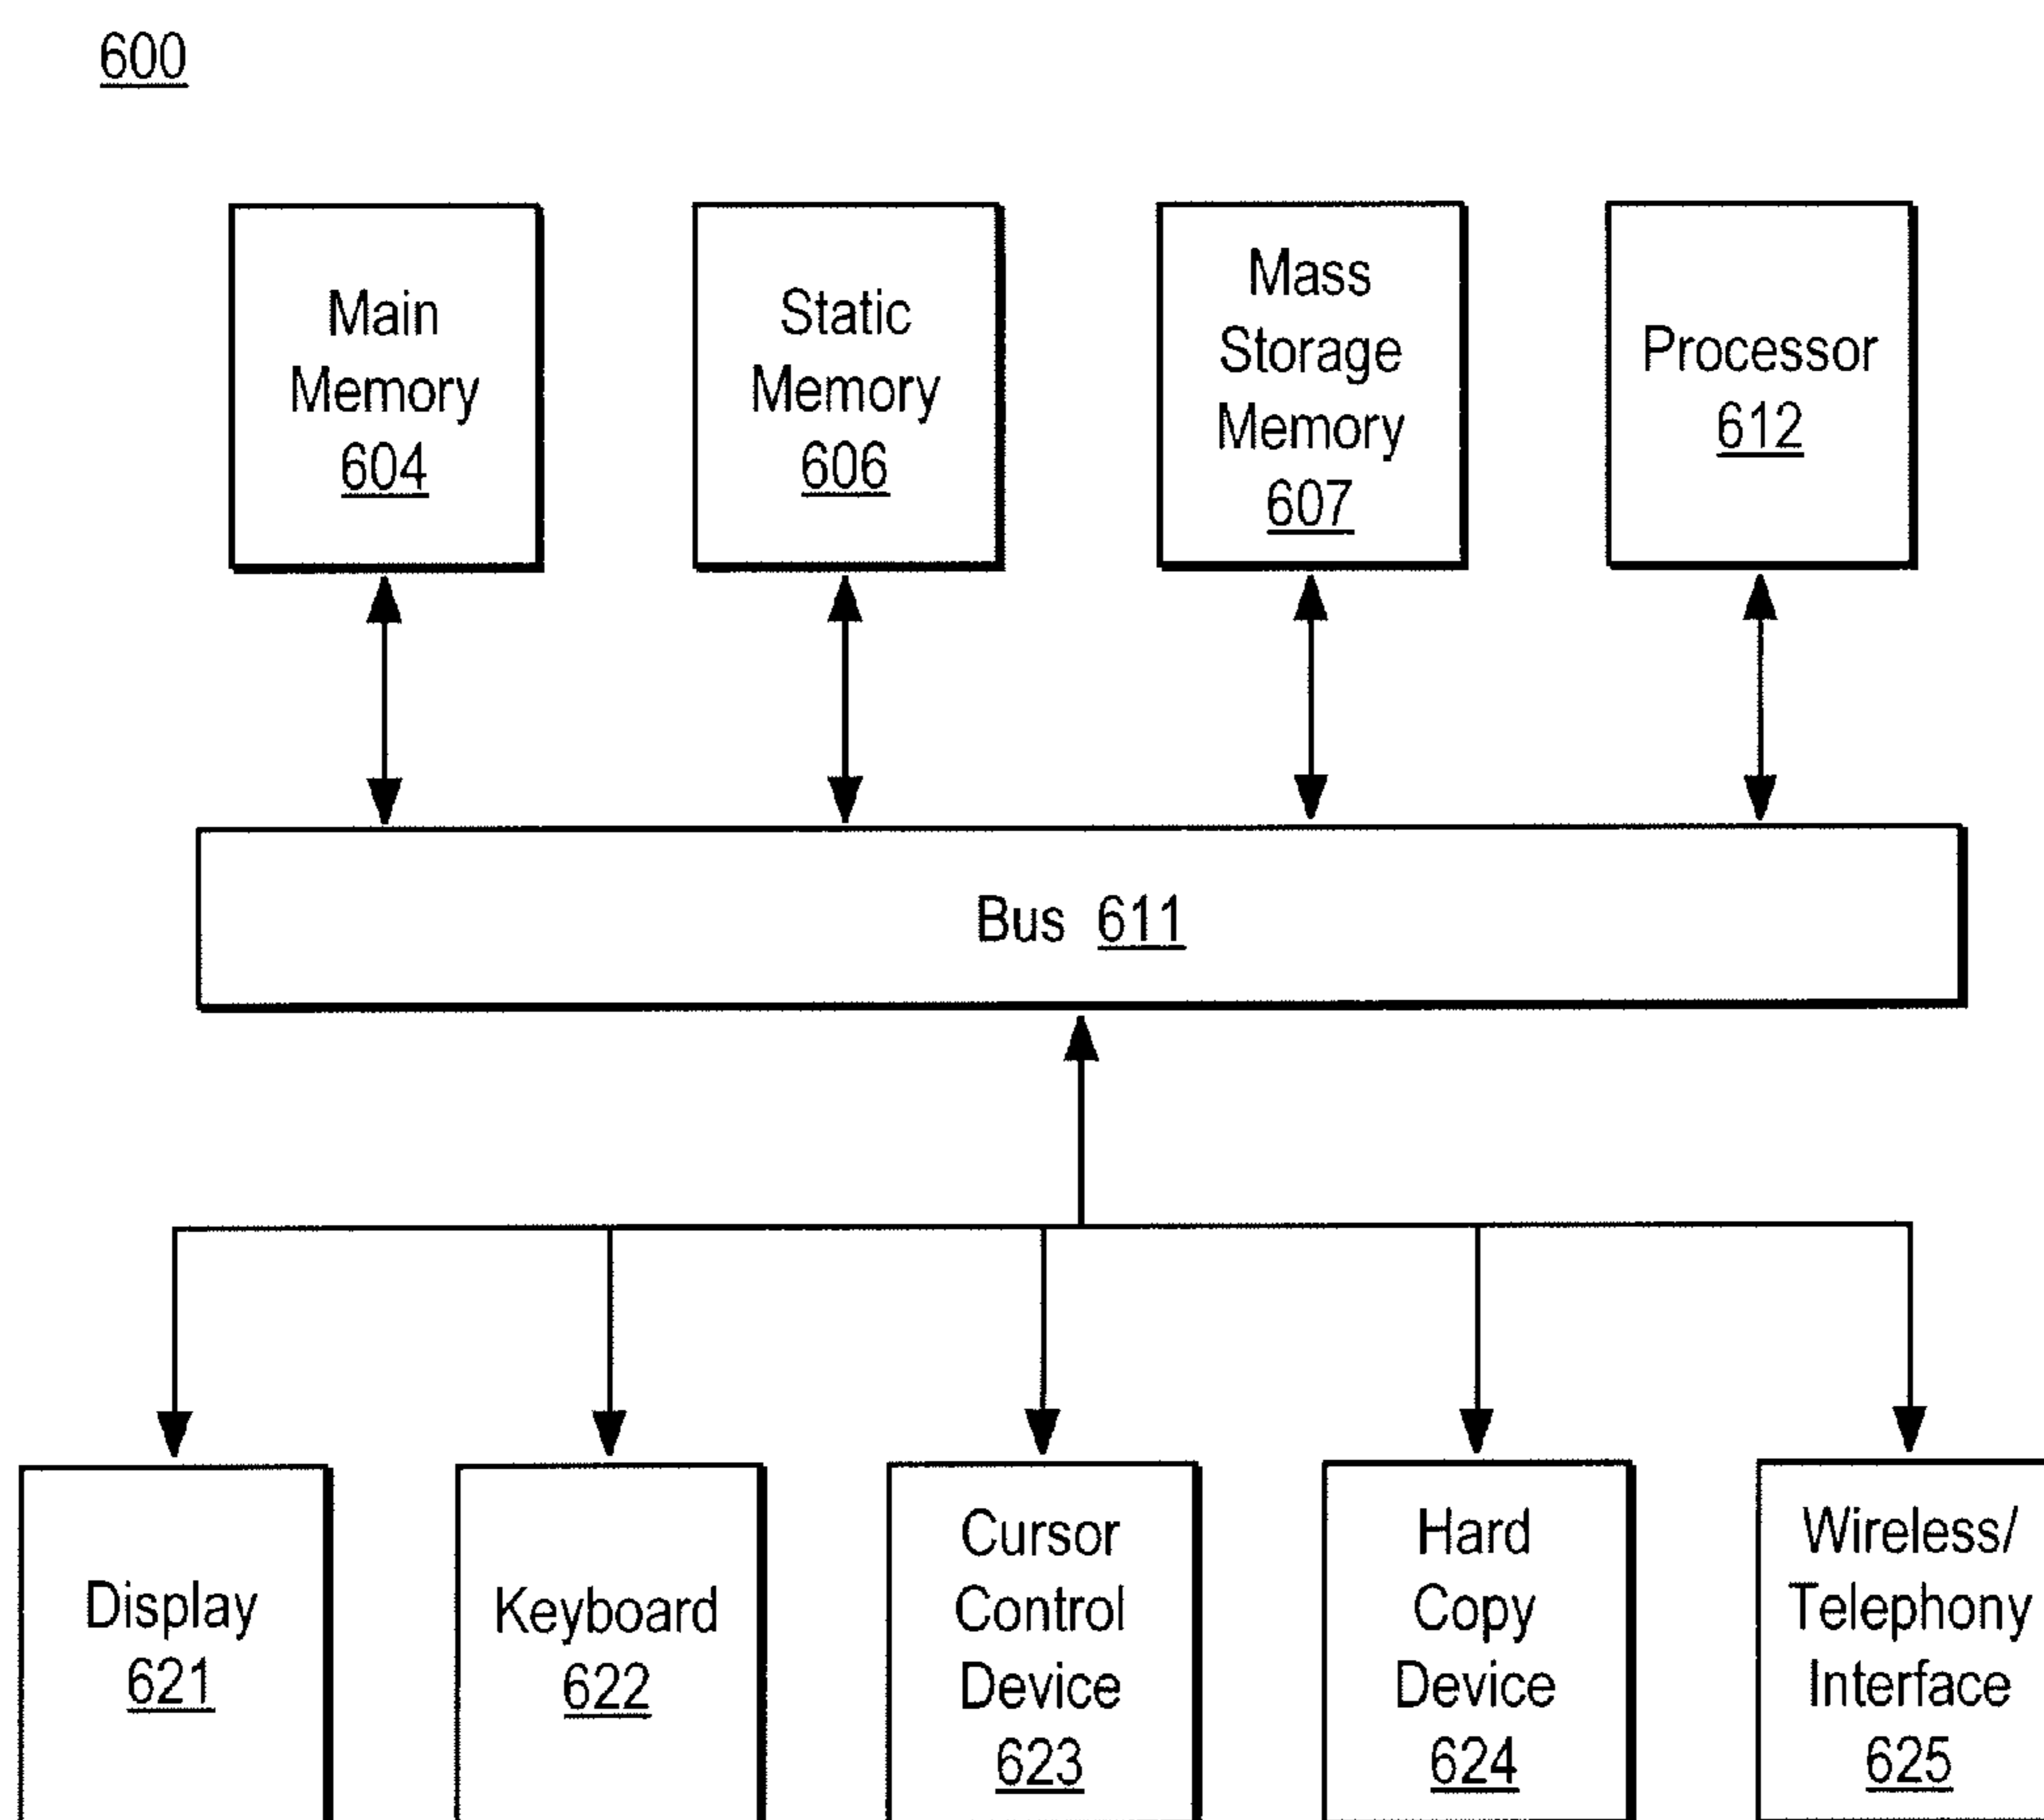 600
Main
Memory
604
Static
Memory
606
Mass
Storage
Memory
607
Processor
612
Bus 611
Display
621
Keyboard
622
Cursor
Control
Device
623
Hard
Copy
Device
624
Wireless/
Telephony
Interface
625